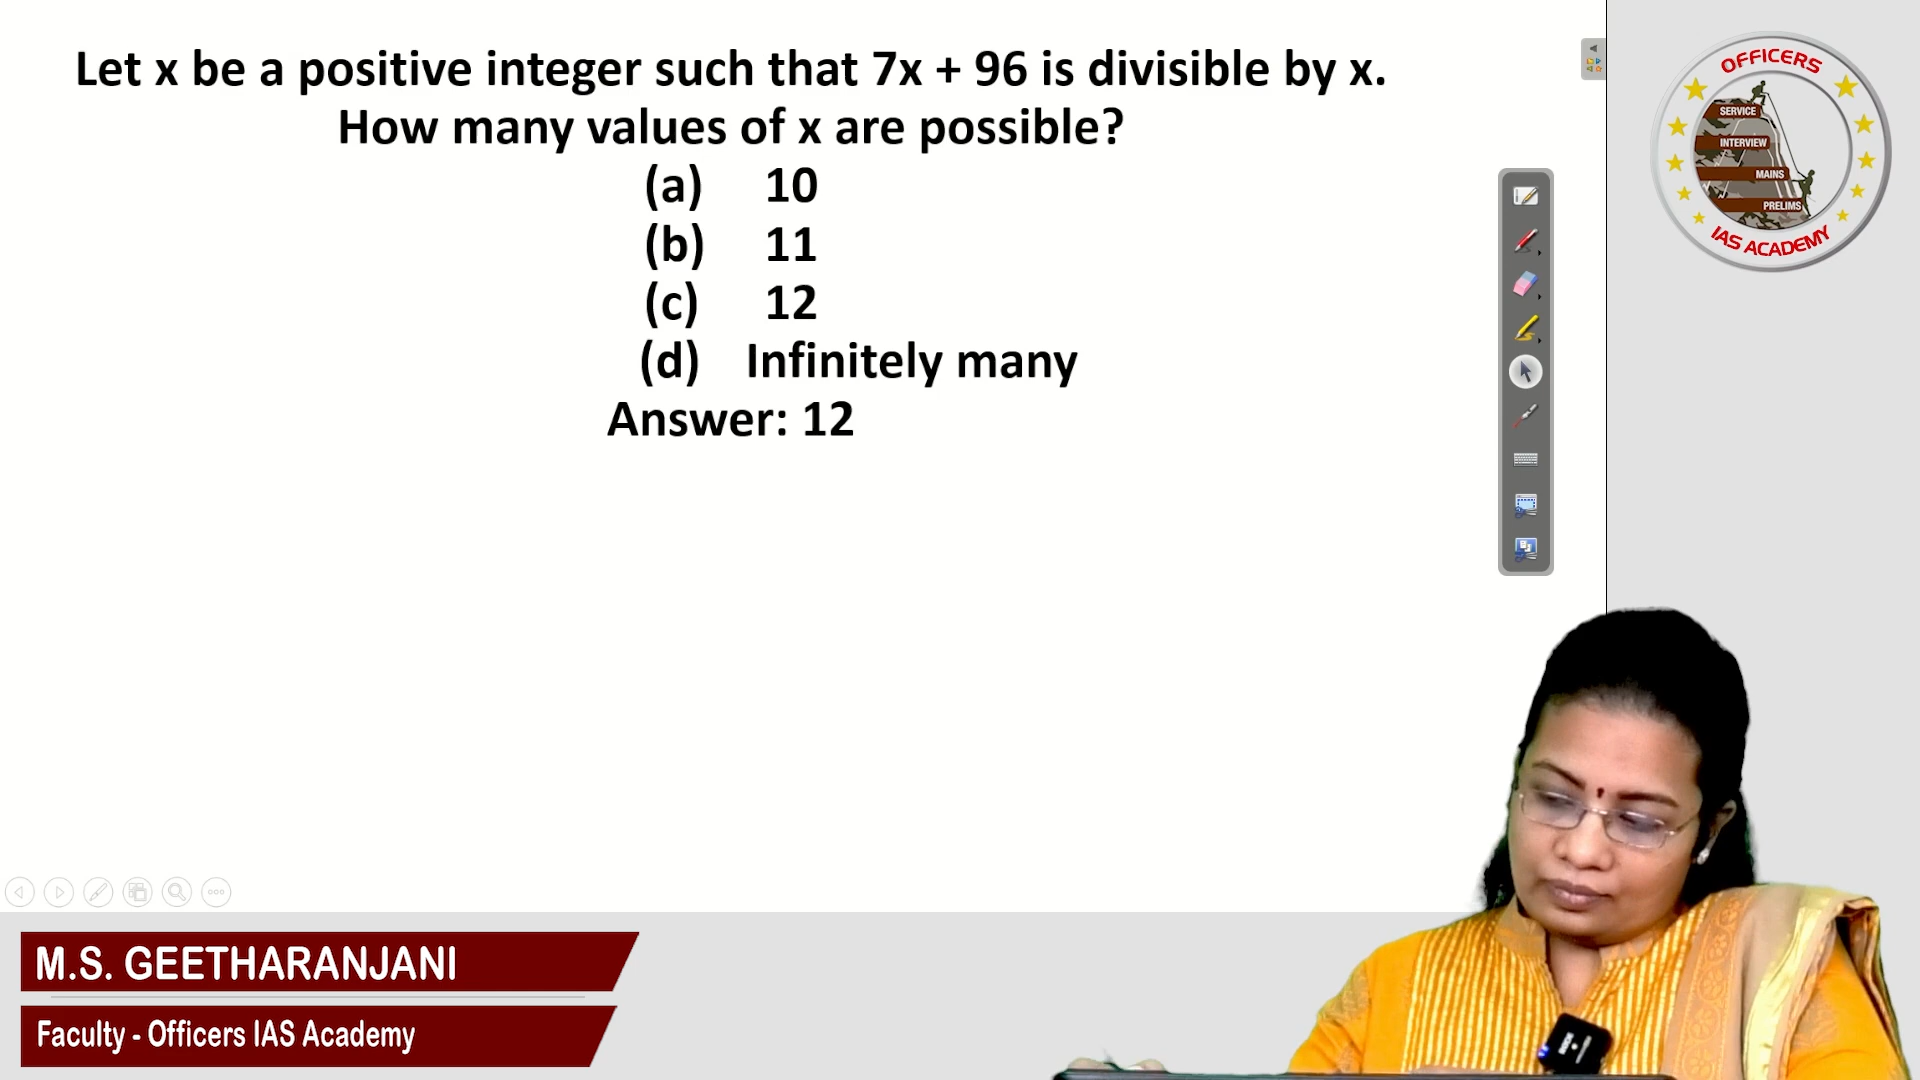 Let x be a positive integer such that 7x + 96 is divisible by x.
How many values of x are possible?
(a) 10
(b) 11
(c) 12
(d) Infinitely many
Answer: 12
OFFICERS
SERVICE
INTERVIEW
MAINS
PRELIMS
IAS ACADEMY
M.S. GEETHARANJANI
Faculty - Officers IAS Academy